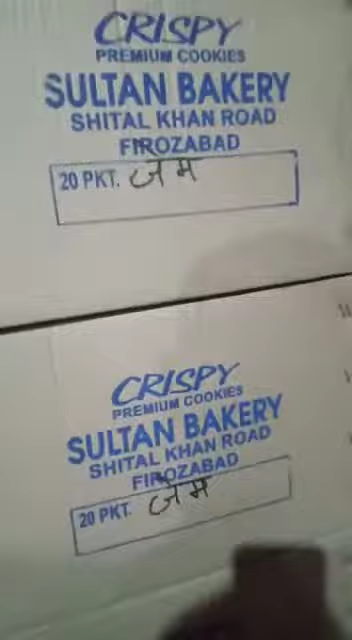 CRISPY
PREMIUM COOKIES
SULTAN BAKERY
SHITAL KHAN ROAD
FIROZABAD
20 PKT. जैम
CRISPY
PREMIUM COOKIES
SULTAN BAKERY
SHITAL KHAN ROAD
FIROZABAD
20 PKT. जैम